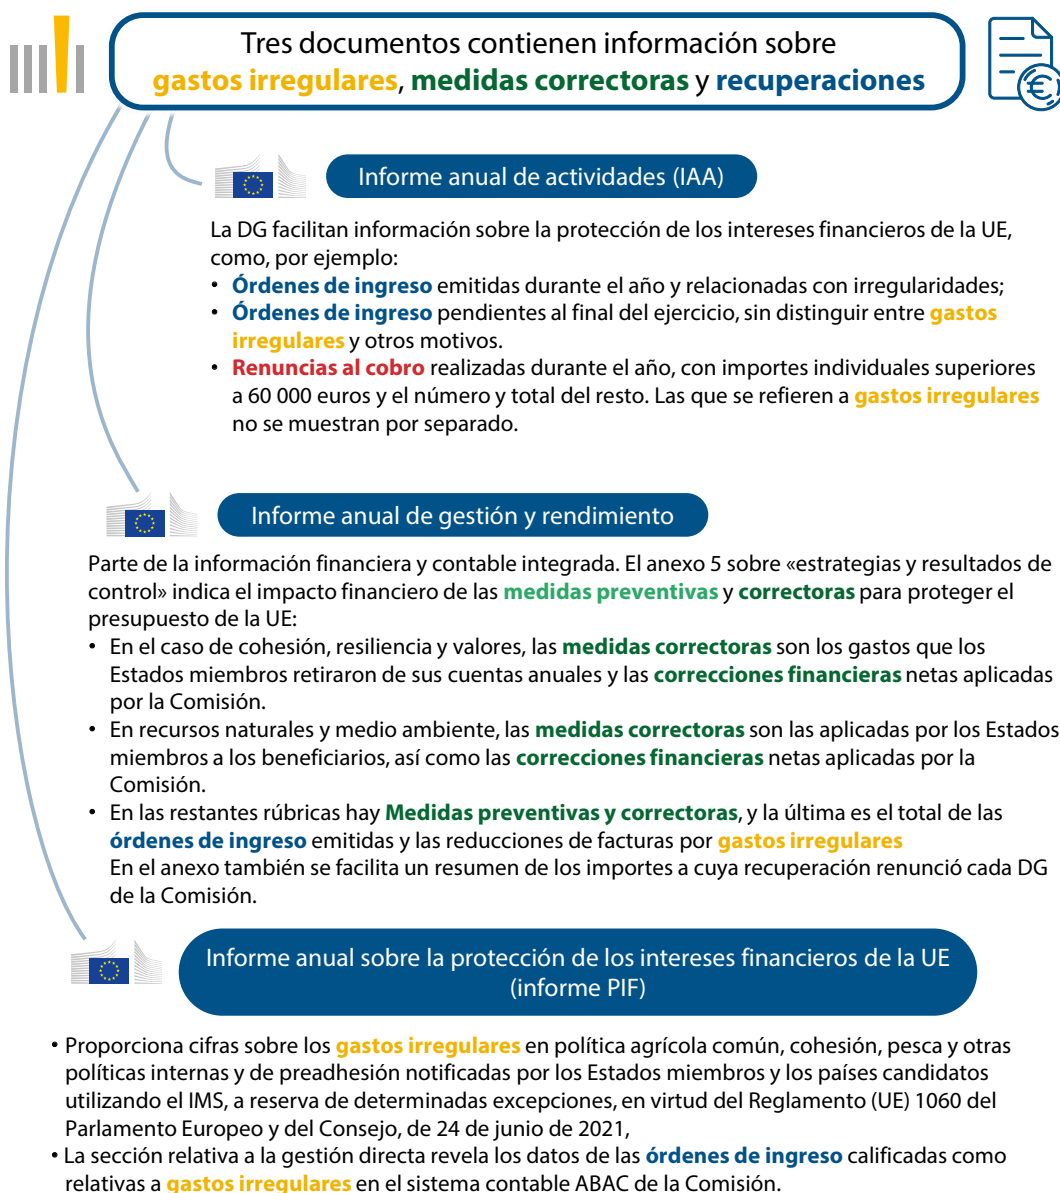 Tres documentos contienen información sobre
gastos irregulares, medidas correctoras y recuperaciones
Informe anual de actividades (IAA)
La DG facilitan información sobre la protección de los intereses financieros de la UE,
como, por ejemplo:
• Órdenes de ingreso emitidas durante el año y relacionadas con irregularidades;
• Órdenes de ingreso pendientes al final del ejercicio, sin distinguir entre gastos
irregulares y otros motivos.
• Renuncias al cobro realizadas durante el año, con importes individuales superiores
a 60 000 euros y el número y total del resto. Las que se refieren a gastos irregulares
no se muestran por separado.
Informe anual de gestión y rendimiento
Parte de la información financiera y contable integrada. El anexo 5 sobre «estrategias y resultados de
control» indica el impacto financiero de las medidas preventivas y correctoras para proteger el
presupuesto de la UE:
• En el caso de cohesión, resiliencia y valores, las medidas correctoras son los gastos que los
Estados miembros retiraron de sus cuentas anuales y las correcciones financieras netas aplicadas
por la Comisión.
• En recursos naturales y medio ambiente, las medidas correctoras son las aplicadas por los Estados
miembros a los beneficiarios, así como las correcciones financieras netas aplicadas por la
Comisión.
• En las restantes rúbricas hay Medidas preventivas y correctoras, y la última es el total de las
órdenes de ingreso emitidas y las reducciones de facturas por gastos irregulares
En el anexo también se facilita un resumen de los importes a cuya recuperación renunció cada DG
de la Comisión.
Informe anual sobre la protección de los intereses financieros de la UE
(informe PIF)
• Proporciona cifras sobre los gastos irregulares en política agrícola común, cohesión, pesca y otras
políticas internas y de preadhesión notificadas por los Estados miembros y los países candidatos
utilizando el IMS, a reserva de determinadas excepciones, en virtud del Reglamento (UE) 1060 del
Parlamento Europeo y del Consejo, de 24 de junio de 2021,
• La sección relativa a la gestión directa revela los datos de las órdenes de ingreso calificadas como
relativas a gastos irregulares en el sistema contable ABAC de la Comisión.